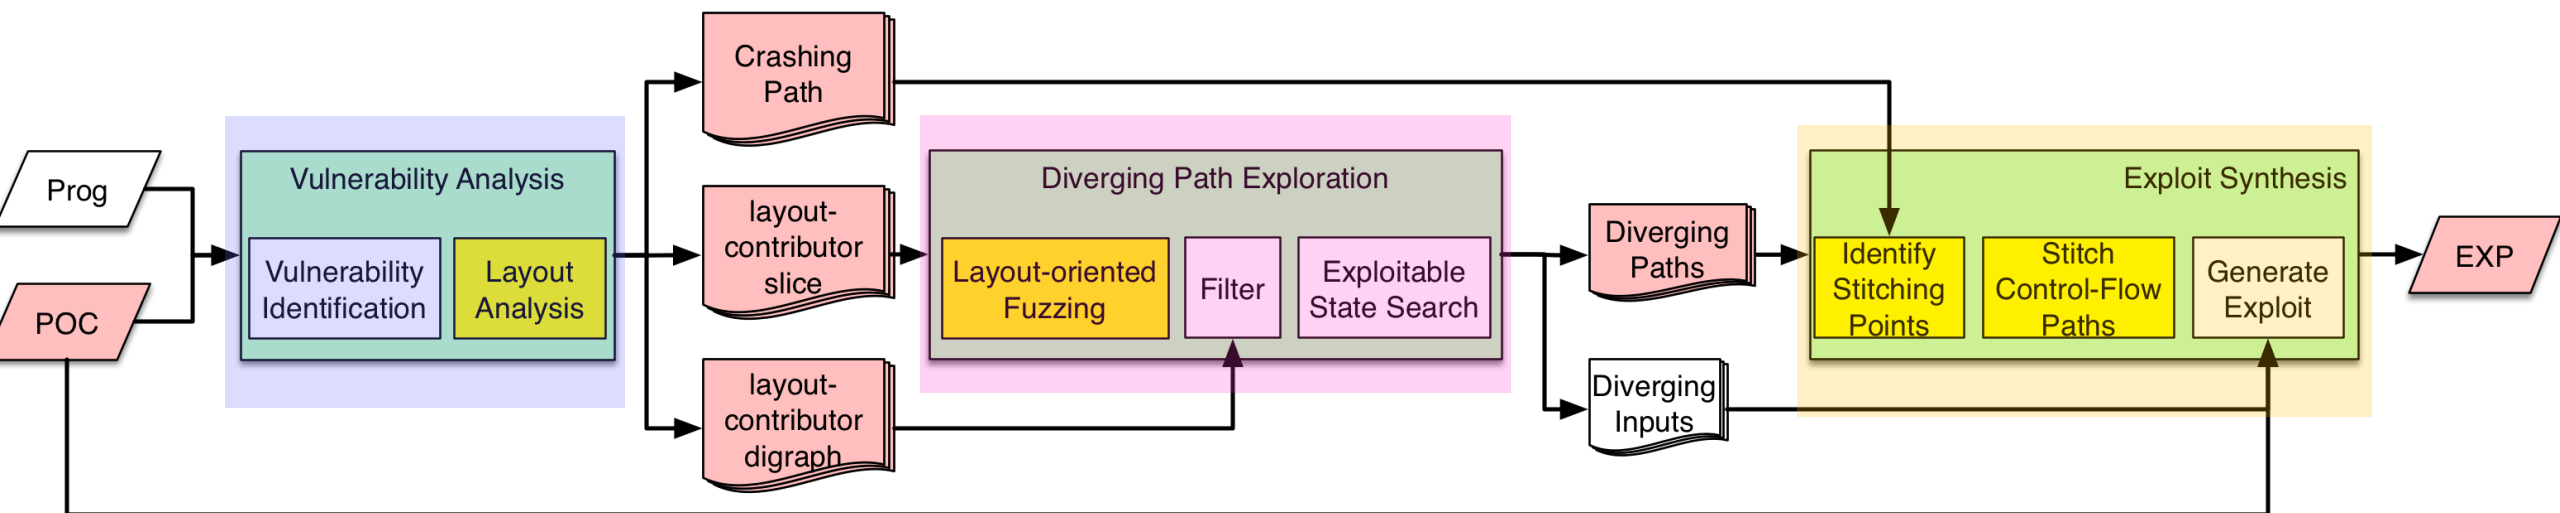 Prog
POC
Vulnerability Analysis
Vulnerability
Identification
Layout
Analysis
Crashing
Path
layout-
contributor
slice
layout-
contributor
digraph
Diverging Path Exploration
Layout-oriented
Fuzzing
Filter
Exploitable
State Search
Diverging
Paths
Diverging
Inputs
Exploit Synthesis
Identify
Stitching
Points
Stitch
Control-Flow
Paths
Generate
Exploit
EXP